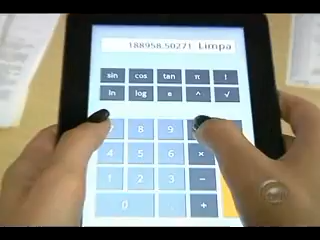 188958.50271 Limpa
sin cos tan π !
ln log e ^ √
8 9
4 5 6 ×
1 2 3 −
0 . +